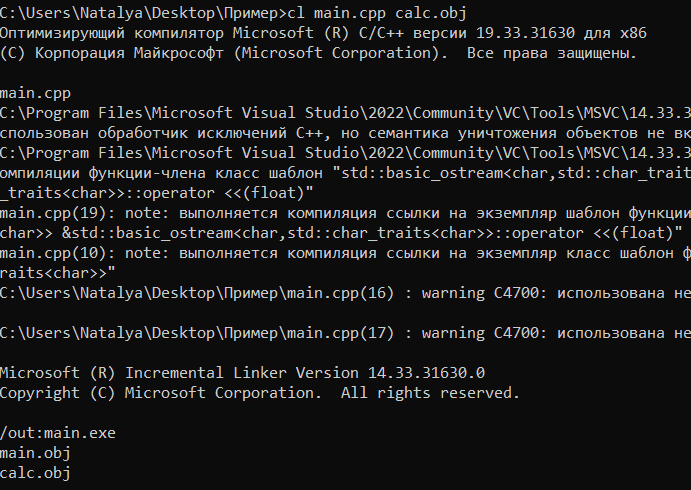 C:\Users\Natalya\Desktop\Пример>cl main.cpp calc.obj
Оптимизирующий компилятор Microsoft (R) C/C++ версии 19.33.31630 для x86
(C) Корпорация Майкрософт (Microsoft Corporation).  Все права защищены.
main.cpp
C:\Program Files\Microsoft Visual Studio\2022\Community\VC\Tools\MSVC\14.33.3
спользован обработчик исключений C++, но семантика уничтожения объектов не вк
C:\Program Files\Microsoft Visual Studio\2022\Community\VC\Tools\MSVC\14.33.3
омпиляции функции-члена класс шаблон "std::basic_ostream<char,std::char_trait
_traits<char>>::operator <<(float)"
main.cpp(19): note: выполняется компиляция ссылки на экземпляр шаблон функции
char>> &std::basic_ostream<char,std::char_traits<char>>::operator <<(float)"
main.cpp(10): note: выполняется компиляция ссылки на экземпляр класс шаблон ф
raits<char>>"
C:\Users\Natalya\Desktop\Пример\main.cpp(16) : warning C4700: использована не
C:\Users\Natalya\Desktop\Пример\main.cpp(17) : warning C4700: использована не
Microsoft (R) Incremental Linker Version 14.33.31630.0
Copyright (C) Microsoft Corporation.  All rights reserved.
/out:main.exe
main.obj
calc.obj